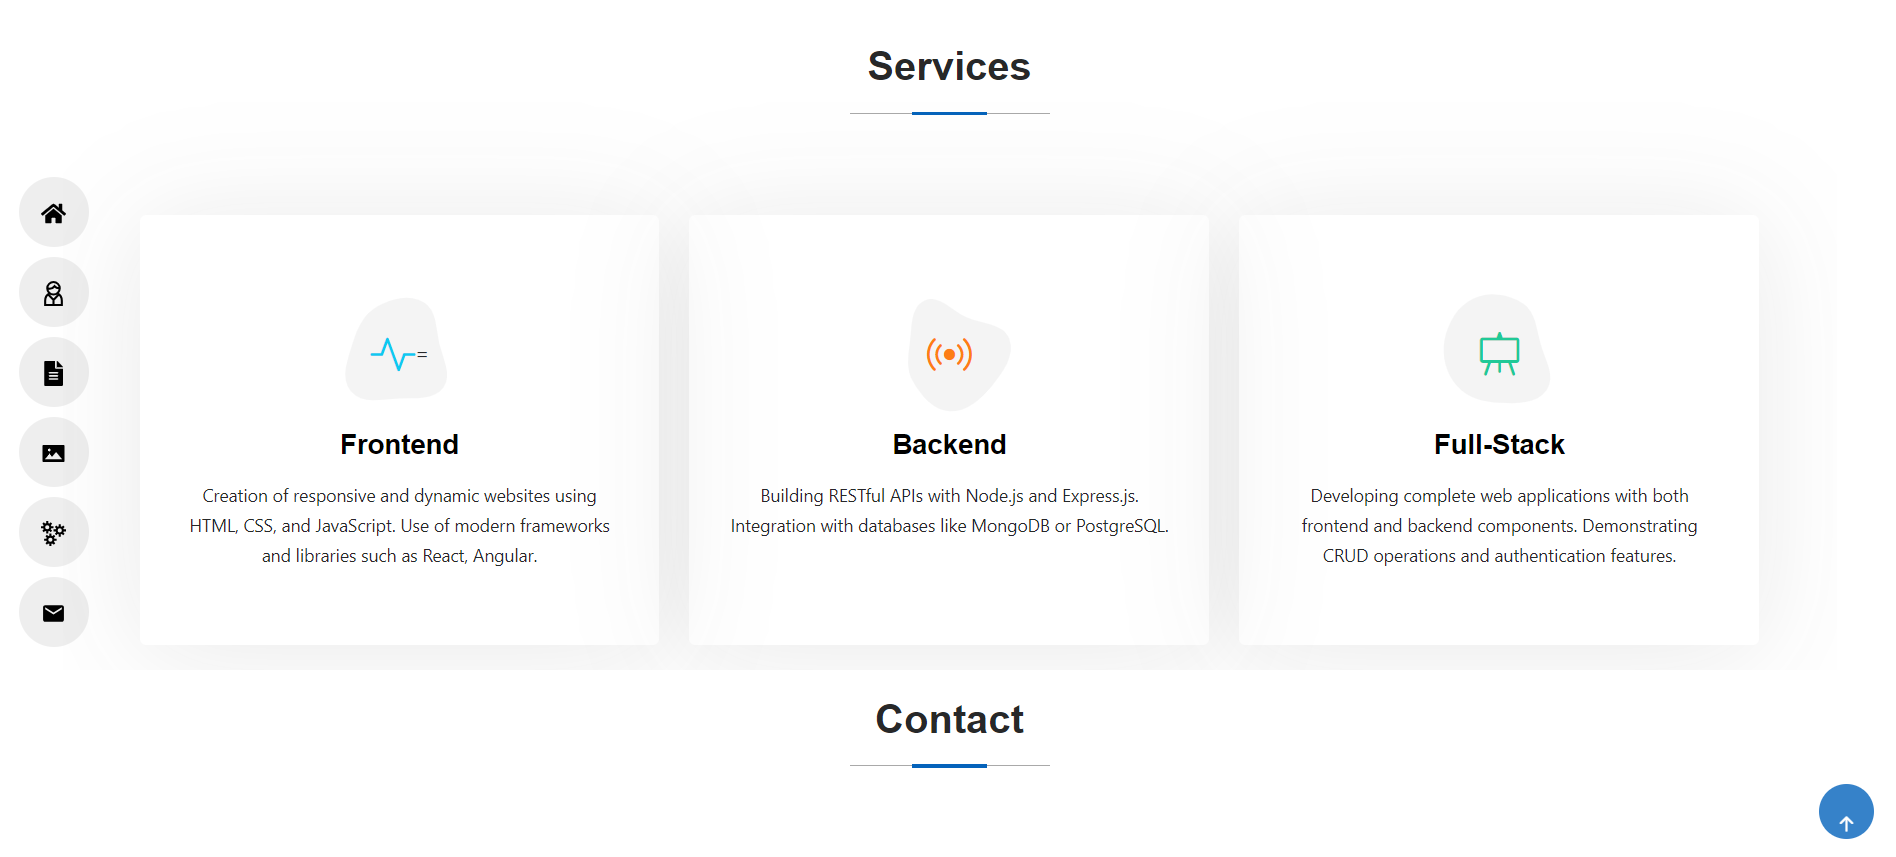 Services
=
Frontend
Creation of responsive and dynamic websites using
HTML, CSS, and JavaScript. Use of modern frameworks
and libraries such as React, Angular.
Backend
Building RESTful APIs with Node.js and Express.js.
Integration with databases like MongoDB or PostgreSQL.
Full-Stack
Developing complete web applications with both
frontend and backend components. Demonstrating
CRUD operations and authentication features.
Contact